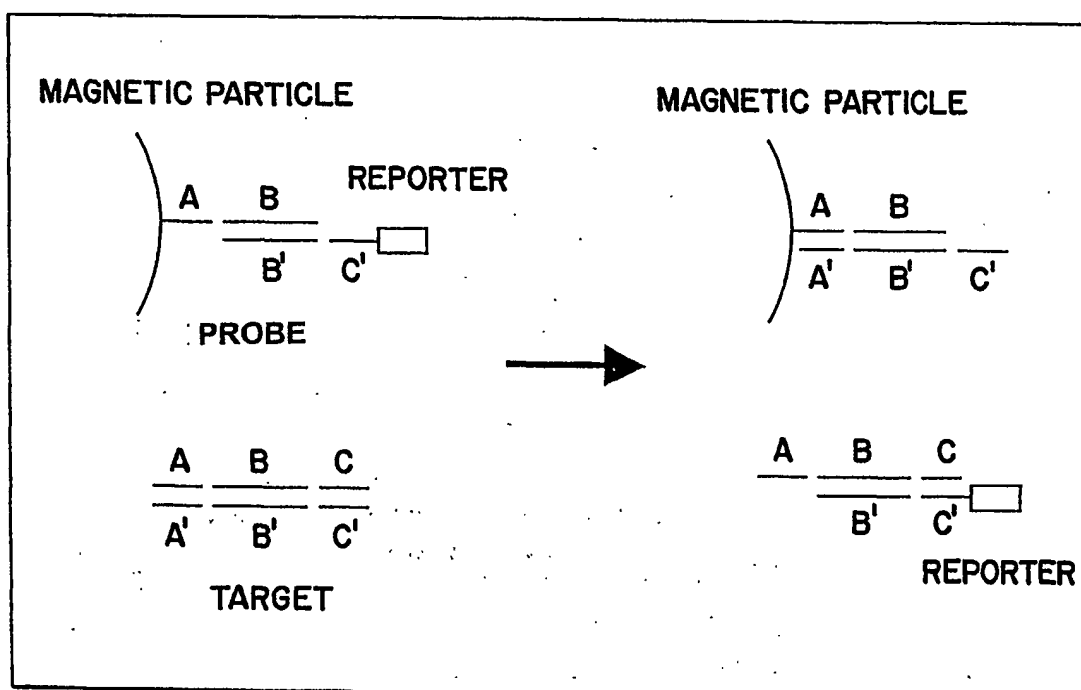 MAGNETIC PARTICLE
A B REPORTER
B' C'
PROBE
A B C
A' B' C'
TARGET
MAGNETIC PARTICLE
A B
A' B' C'
A B C
B' C'
REPORTER